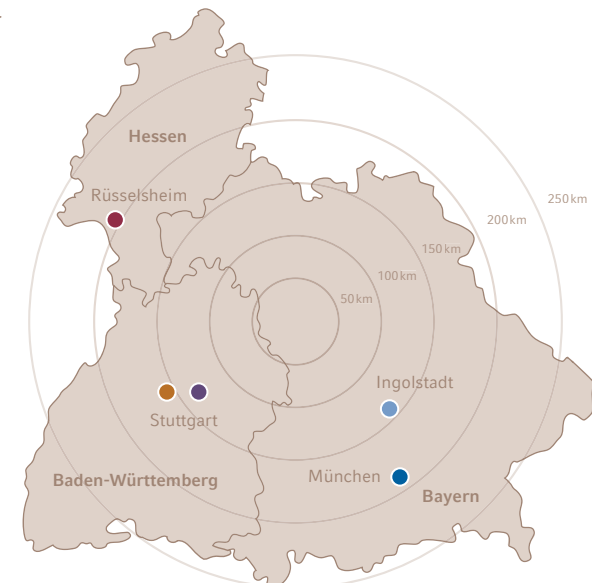 Hessen
Rüsselsheim
250 km
200 km
150 km
100 km
50 km
Ingolstadt
Stuttgart
München
Baden-Württemberg
Bayern